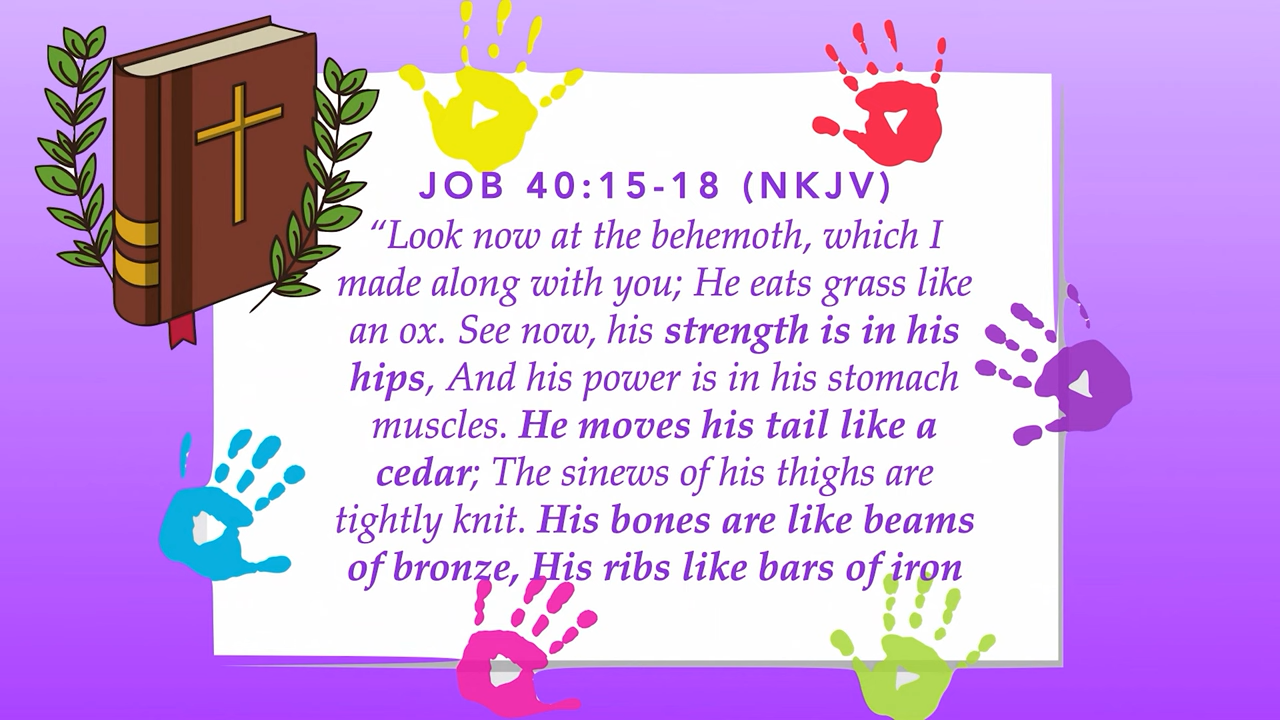 JOB 40:15-18 (NKJV)
“Look now at the behemoth, which I
made along with you; He eats grass like
an ox. See now, his strength is in his
hips, And his power is in his stomach
muscles. He moves his tail like a
cedar; The sinews of his thighs are
tightly knit. His bones are like beams
of bronze, His ribs like bars of iron